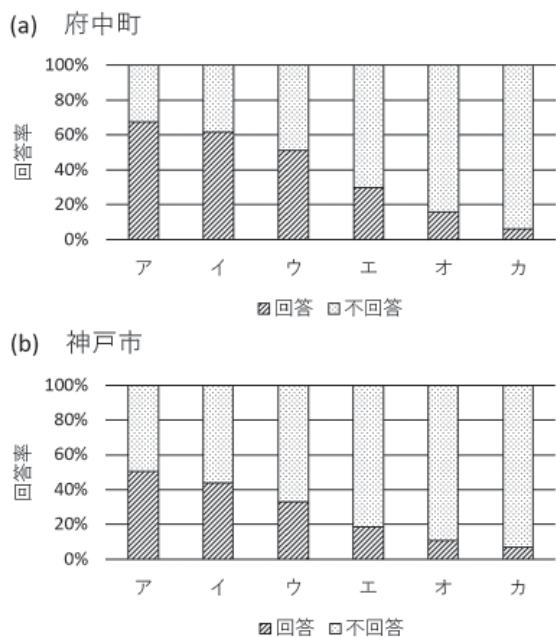 (a) 府中町
100%
80%
60%
40%
20%
0%
回答率
ア イ ウ エ オ カ
回答 不回答
(b) 神戸市
100%
80%
60%
40%
20%
0%
回答率
ア イ ウ エ オ カ
回答 不回答